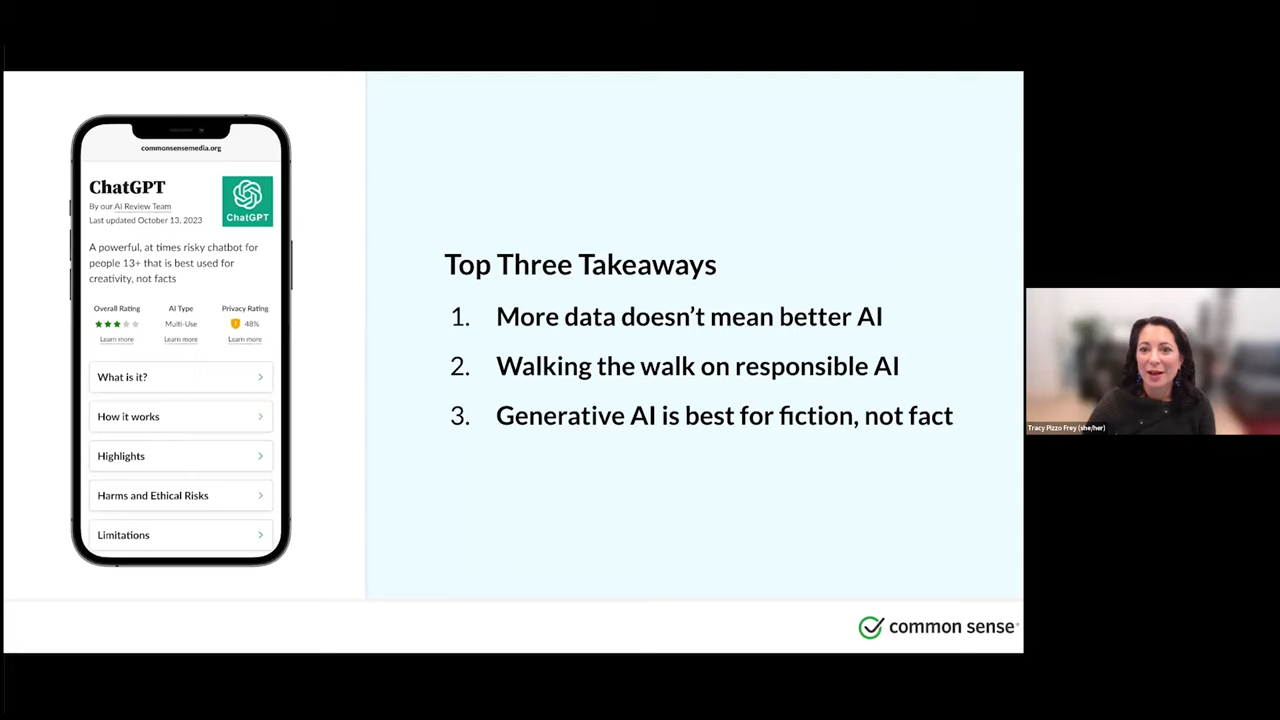 commonsensemedia.org
ChatGPT
By our AI Review Team
Last updated October 13, 2023
ChatGPT
A powerful, at times risky chatbot for
people 13+ that is best used for
creativity, not facts
Overall Rating AI Type Privacy Rating
Multi-Use 48%
Learn more Learn more Learn more
What is it?
How it works
Highlights
Harms and Ethical Risks
Limitations
Top Three Takeaways
1. More data doesn’t mean better AI
2. Walking the walk on responsible AI
3. Generative AI is best for fiction, not fact
common sense
Tracy Pizzo Frey (she/her)